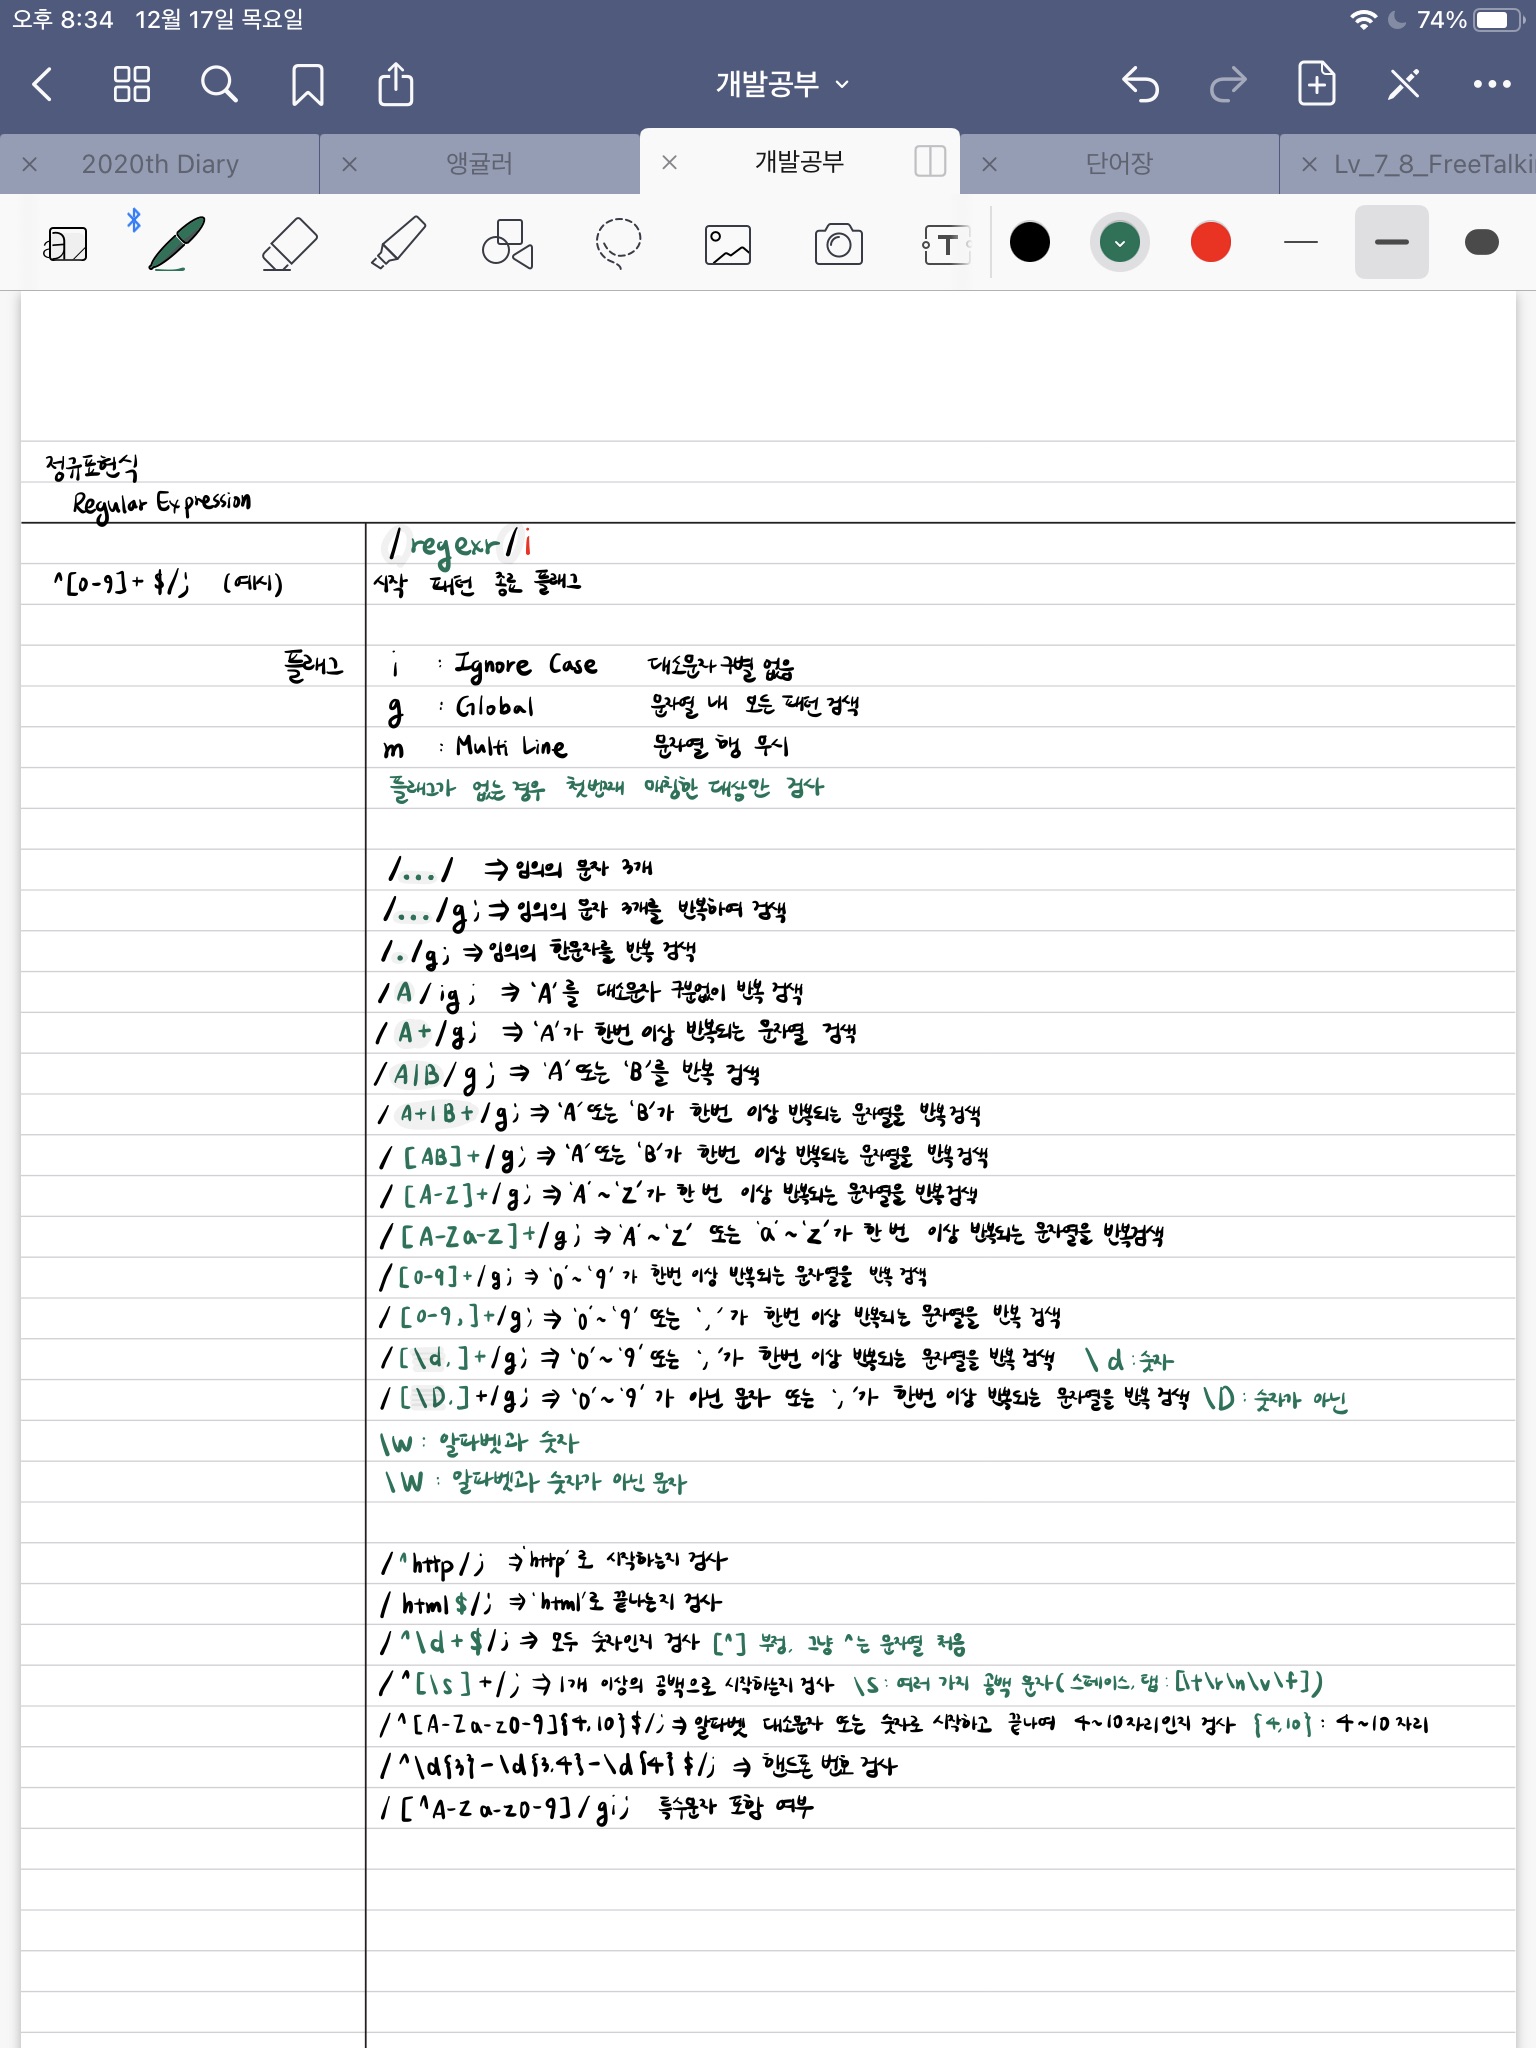 오후 8:34 12월 17일 목요일 74%
개발공부
2020th Diary 앵귤러 개발공부 단어장 Lv_7_8_FreeTalki
정규표현식
Regular Expression
/regexr/i
^[0-9]+ $/; (예시) 시작 패턴 종료 플래그
플래그 i : Ignore Case 대소문자 구별 없음
g : Global 문자열 내 모든 패턴 검색
m : Multi Line 문자열 행 무시
플래그가 없는 경우 첫번째 매칭한 대상만 검사
/.../ ⇒ 임의의 문자 3개
/.../g; ⇒ 임의의 문자 3개를 반복하여 검색
/./g; ⇒ 임의의 한문자를 반복 검색
/A/ig; ⇒ 'A'를 대소문자 구분없이 반복 검색
/A+/g; ⇒ 'A'가 한번 이상 반복되는 문자열 검색
/A|B/g; ⇒ 'A' 또는 'B'를 반복 검색
/A+|B+/g; ⇒ 'A' 또는 'B'가 한번 이상 반복되는 문자열을 반복 검색
/[AB]+/g; ⇒ 'A' 또는 'B'가 한번 이상 반복되는 문자열을 반복 검색
/[A-Z]+/g; ⇒ 'A' ~ 'Z'가 한 번 이상 반복되는 문자열을 반복검색
/[A-Za-z]+/g; ⇒ 'A' ~ 'Z' 또는 'a' ~ 'z'가 한 번 이상 반복되는 문자열을 반복검색
/[0-9]+/g; ⇒ '0' ~ '9'가 한번 이상 반복되는 문자열을 반복 검색
/[0-9,]+/g; ⇒ '0' ~ '9' 또는 ','가 한번 이상 반복되는 문자열을 반복 검색
/[\d,]+/g; ⇒ '0' ~ '9' 또는 ','가 한번 이상 반복되는 문자열을 반복 검색 \d : 숫자
/[\D,]+/g; ⇒ '0' ~ '9'가 아닌 문자 또는 ','가 한번 이상 반복되는 문자열을 반복 검색 \D : 숫자가 아닌
\w : 알파벳과 숫자
\W : 알파벳과 숫자가 아닌 문자
/^http/; ⇒ 'http'로 시작하는지 검사
/html$/; ⇒ 'html'로 끝나는지 검사
/^\d+$/; ⇒ 모두 숫자인지 검사 [^] 부정, 그냥 ^는 문자열 처음
/^[\s]+/; ⇒ 1개 이상의 공백으로 시작하는지 검사 \s : 여러 가지 공백 문자(스페이스, 탭 : [\t\r\n\v\f])
/^[A-Za-z0-9]{4,10}$/; ⇒ 알파벳 대소문자 또는 숫자로 시작하고 끝나며 4~10자리인지 검사 {4,10} : 4~10자리
/^\d{3}-\d{3,4}-\d{4}$/; ⇒ 핸드폰 번호 검사
/[^A-Za-z0-9]/gi; 특수문자 포함 여부